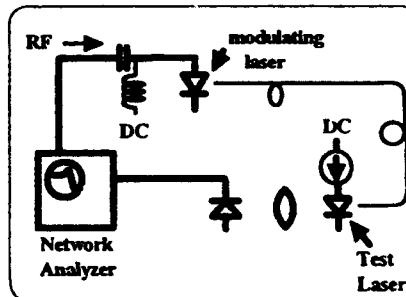 RF
modulating
laser
DC
DC
Network
Analyzer
Test
Laser